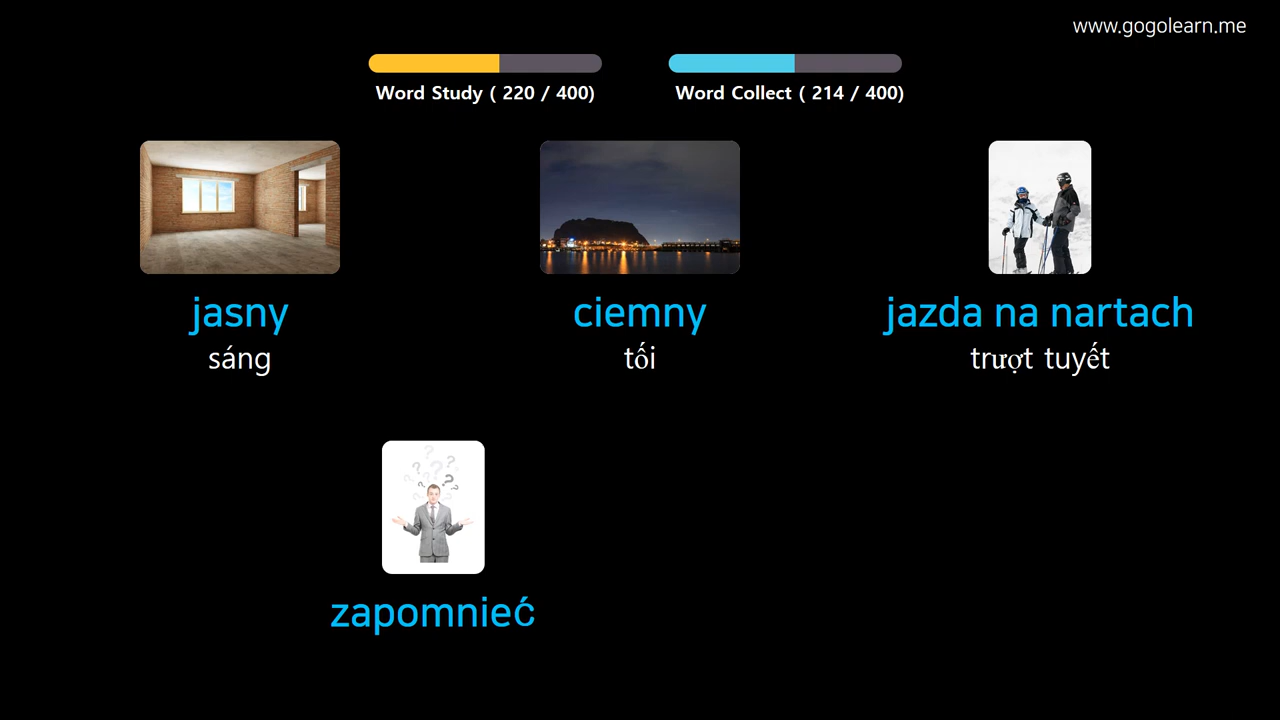 www.gogolearn.me
Word Study ( 220 / 400)
Word Collect ( 214 / 400)
jasny
ciemny
jazda na nartach
sáng
tối
trượt tuyết
zapomnieć